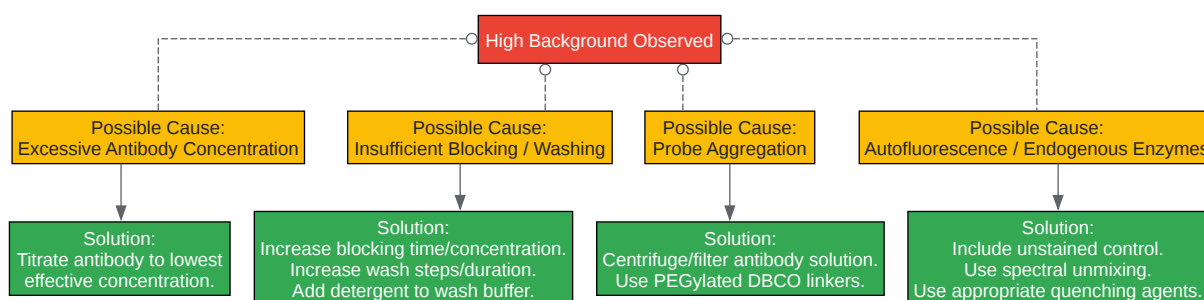 High Background Observed
Possible Cause:
Excessive Antibody Concentration
Possible Cause:
Insufficient Blocking / Washing
Possible Cause:
Probe Aggregation
Possible Cause:
Autofluorescence / Endogenous Enzymes
Solution:
Titrate antibody to lowest
effective concentration.
Solution:
Increase blocking time/concentration.
Increase wash steps/duration.
Add detergent to wash buffer.
Solution:
Centrifuge/filter antibody solution.
Use PEGylated DBCO linkers.
Solution:
Include unstained control.
Use spectral unmixing.
Use appropriate quenching agents.